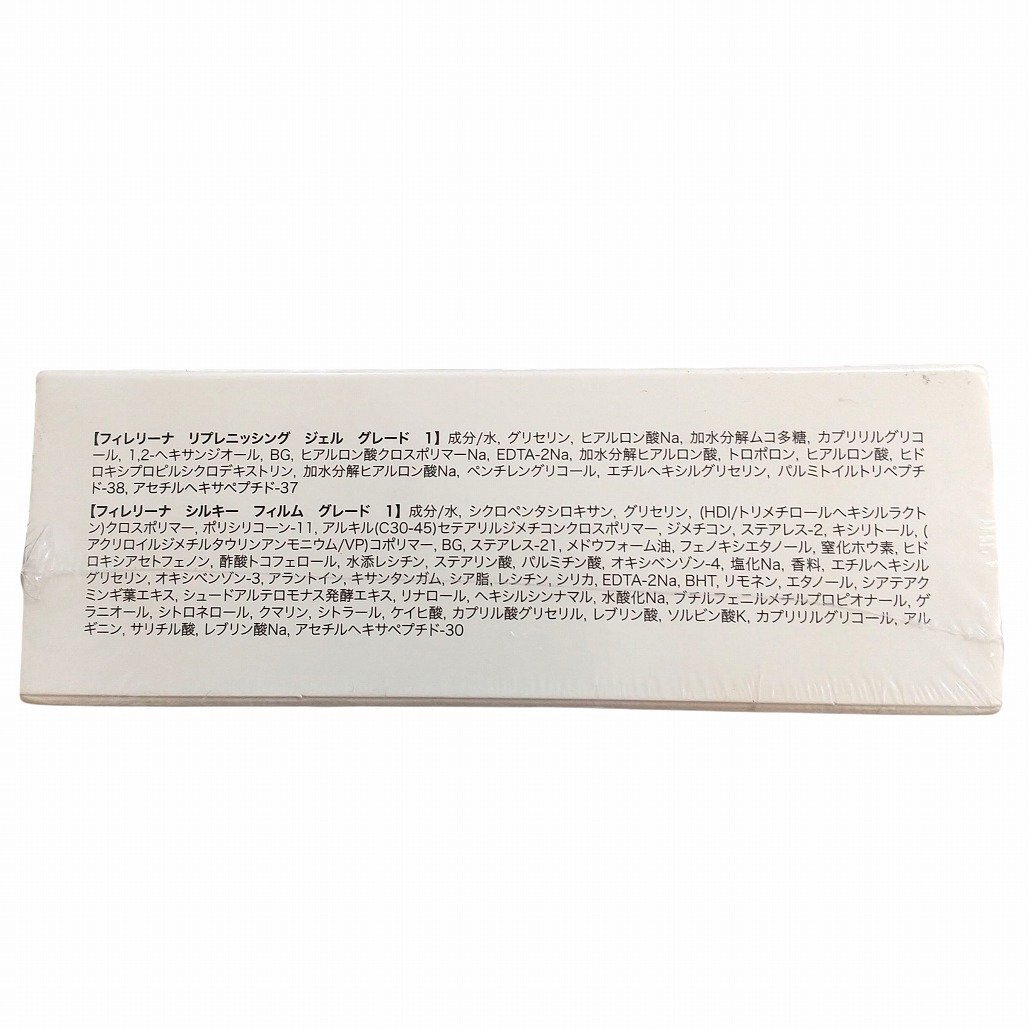 【フィレリーナ　リプレニッシング　ジェル　グレード　1】成分/水, グリセリン, ヒアルロン酸Na, 加水分解ムコ多糖, カプリリルグリコ
ール, 1,2-ヘキサンジオール, BG, ヒアルロン酸クロスポリマーNa, EDTA-2Na, 加水分解ヒアルロン酸, トロポロン, ヒアルロン酸, ヒド
ロキシプロピルシクロデキストリン, 加水分解ヒアルロン酸Na, ペンチレングリコール, エチルヘキシルグリセリン, パルミトイルトリペプチ
ド-38, アセチルヘキサペプチド-37
【フィレリーナ　シルキー　フィルム　グレード　1】成分/水, シクロペンタシロキサン, グリセリン, (HDI/トリメチロールヘキシルラクト
ン)クロスポリマー, ポリシリコーン-11, アルキル(C30-45)セテアリルジメチコンクロスポリマー, ジメチコン, ステアレス-2, キシリトール, (
アクリロイルジメチルタウリンアンモニウム/VP)コポリマー, BG, ステアレス-21, メドウフォーム油, フェノキシエタノール, 窒化ホウ素, ヒド
ロキシアセトフェノン, 酢酸トコフェロール, 水添レシチン, ステアリン酸, パルミチン酸, オキシベンゾン-4, 塩化Na, 香料, エチルヘキシル
グリセリン, オキシベンゾン-3, アラントイン, キサンタンガム, シア脂, レシチン, シリカ, EDTA-2Na, BHT, リモネン, エタノール, シアテアク
ミンギ葉エキス, シュードアルテロモナス発酵エキス, リナロール, ヘキシルシンナマル, 水酸化Na, ブチルフェニルメチルプロピオナール, ゲ
ラニオール, シトロネロール, クマリン, シトラール, ケイヒ酸, カプリル酸グリセリル, レブリン酸, ソルビン酸K, カプリリルグリコール, アル
ギニン, サリチル酸, レブリン酸Na, アセチルヘキサペプチド-30